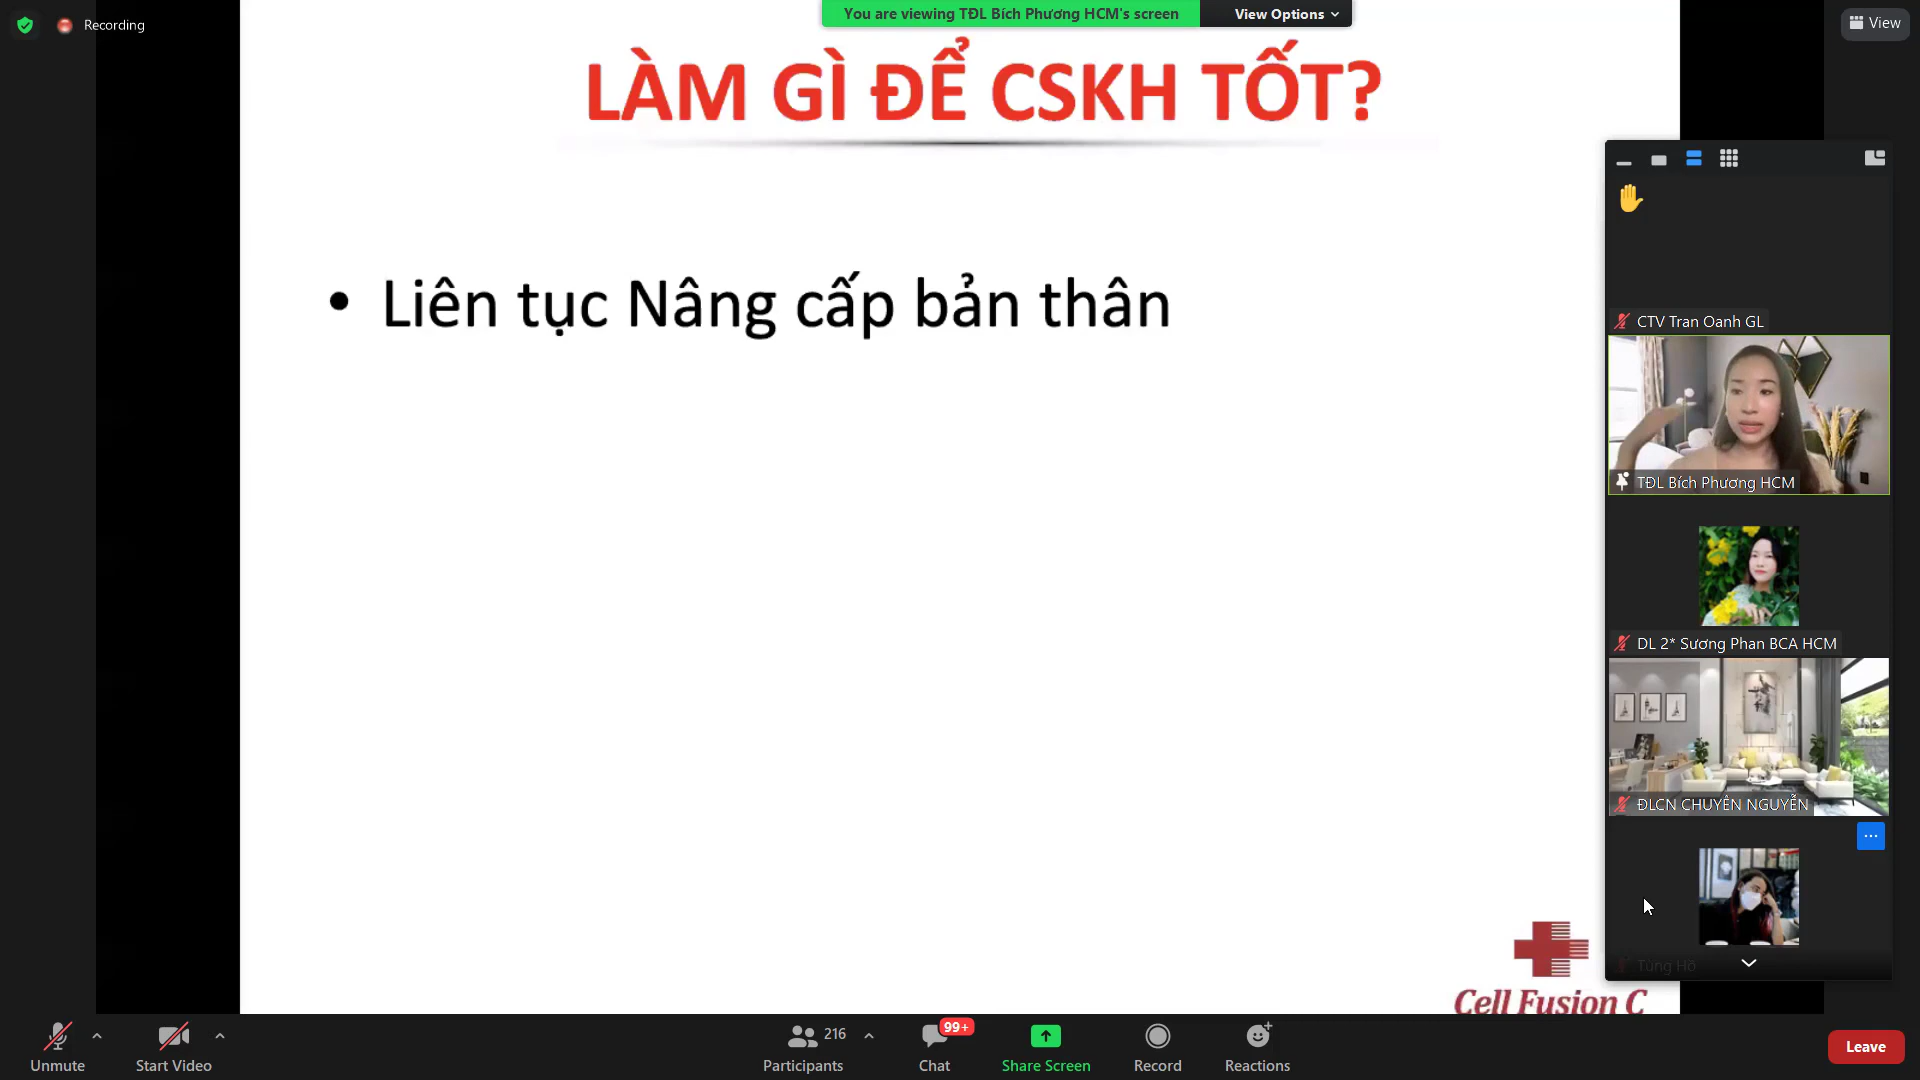 Recording
You are viewing TĐL Bích Phương HCM's screen
View Options
View
LÀM GÌ ĐỂ CSKH TỐT?
• Liên tục Nâng cấp bản thân
CTV Tran Oanh GL
TĐL Bích Phương HCM
DL 2* Sương Phan BCA HCM
ĐLCN CHUYÊN NGUYỄN
Tùng Hồ
Cell Fusion C
Unmute
Start Video
216
Participants
99+
Chat
Share Screen
Record
Reactions
Leave